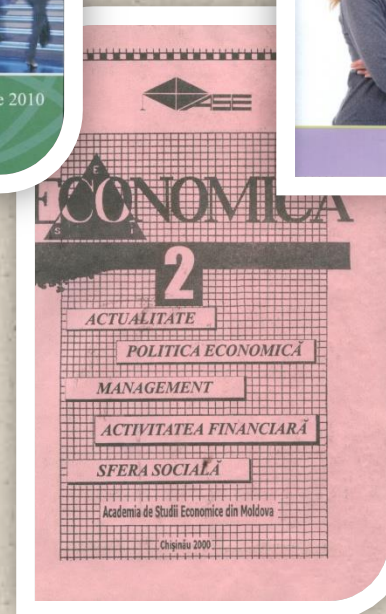 e 2010
AEE
ECONOMICA
E
S i
2
ACTUALITATE
POLITICA ECONOMICĂ
MANAGEMENT
ACTIVITATEA FINANCIARĂ
SFERA SOCIALĂ
Academia de Studii Economice din Moldova
Chişinău 2000